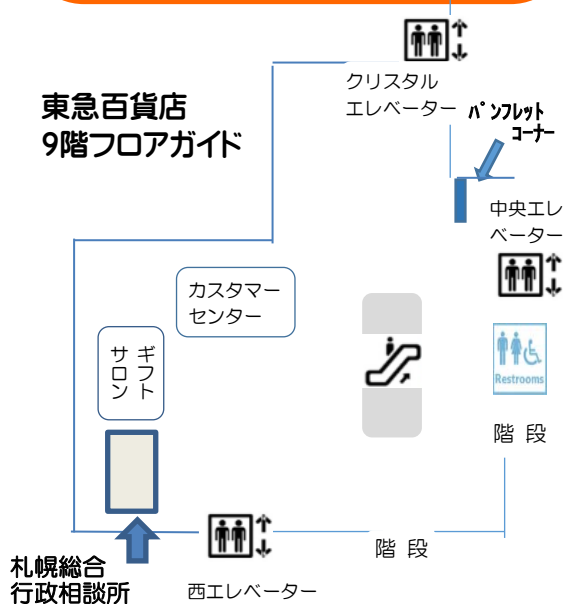 東急百貨店
9階フロアガイド
クリスタル
エレベーター
パンフレット
コーナー
中央エレ
ベーター
カスタマー
センター
ギフト
サロン
Restrooms
階 段
階 段
札幌総合
行政相談所
西エレベーター